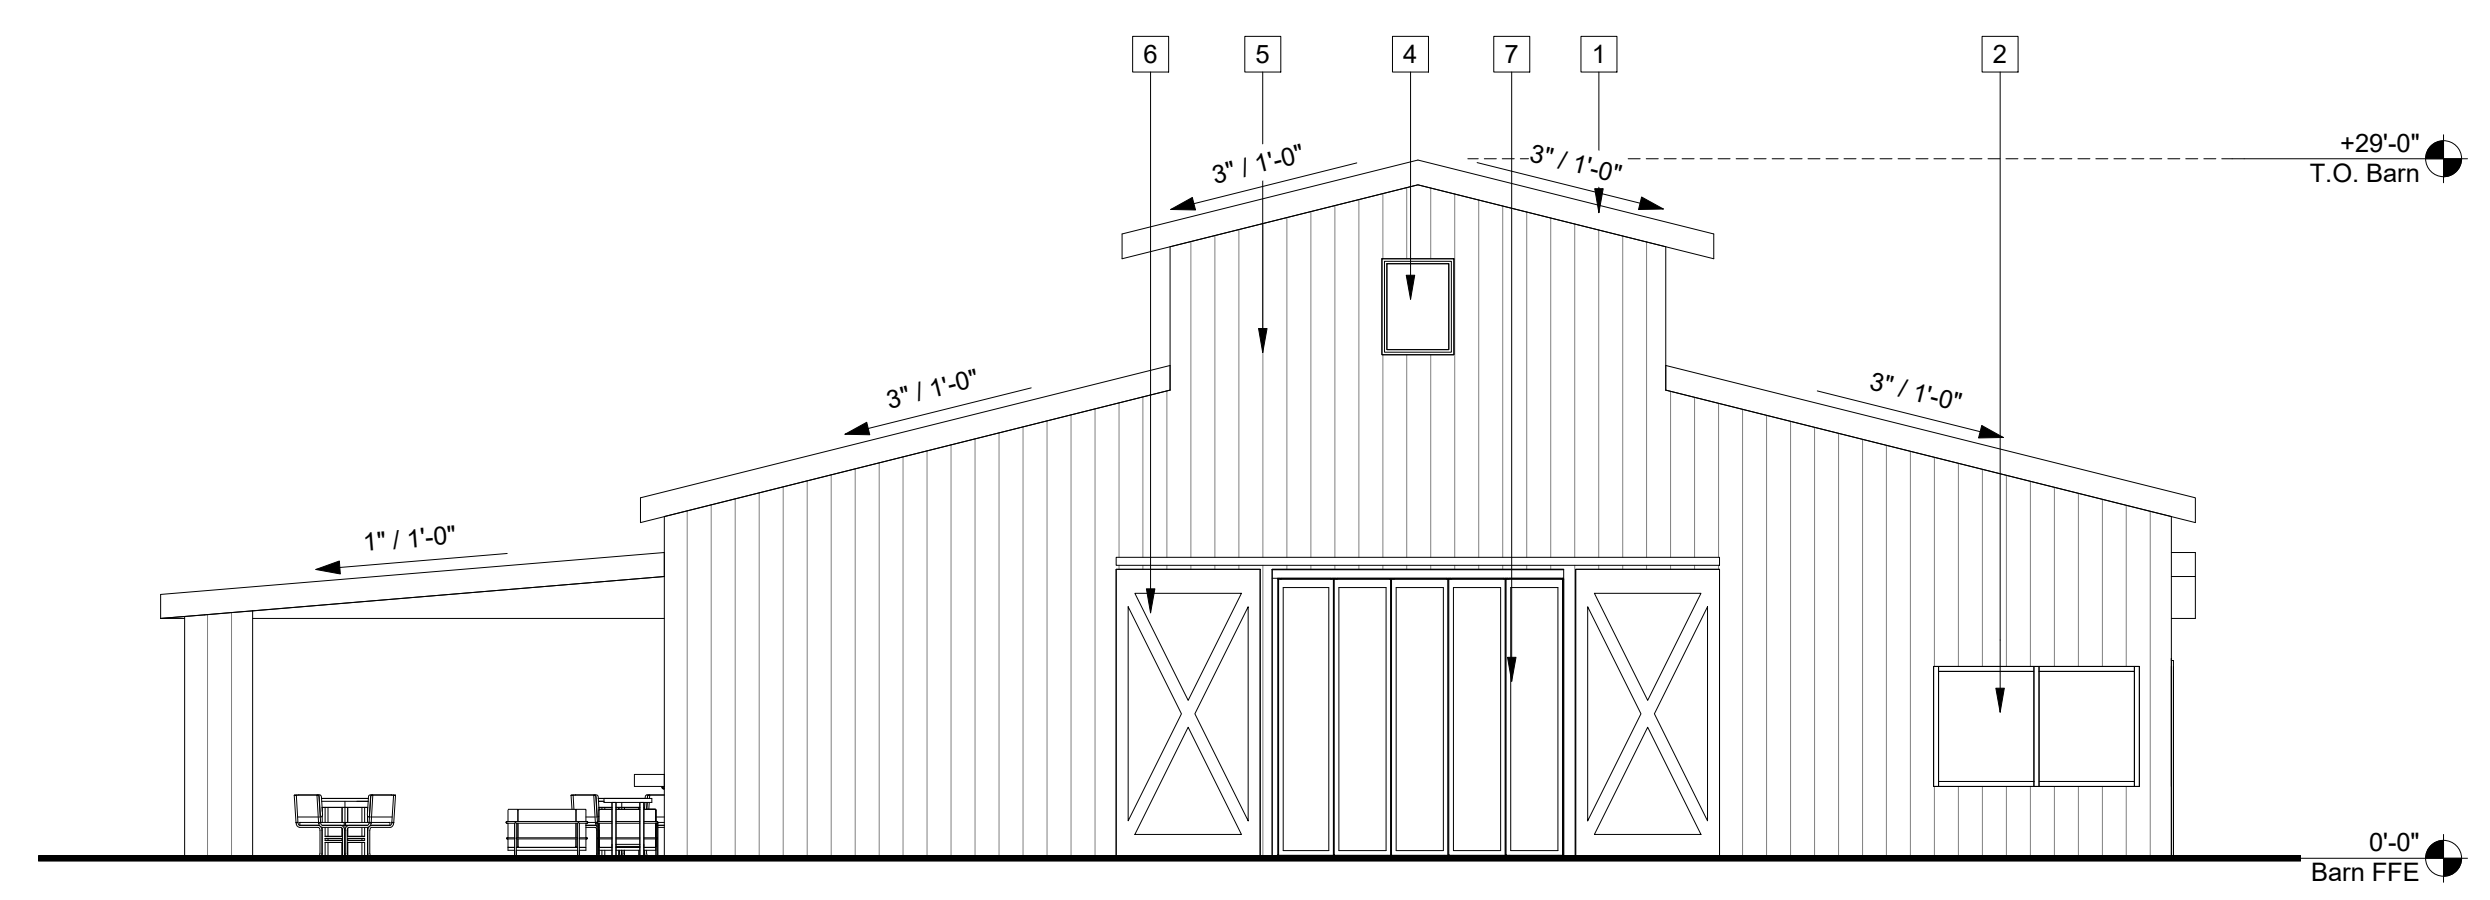 6
5
4
7
1
2
3" / 1'-0"
3" / 1'-0"
+29'-0"
T.O. Barn
3" / 1'-0"
3" / 1'-0"
1" / 1'-0"
0'-0"
Barn FFE